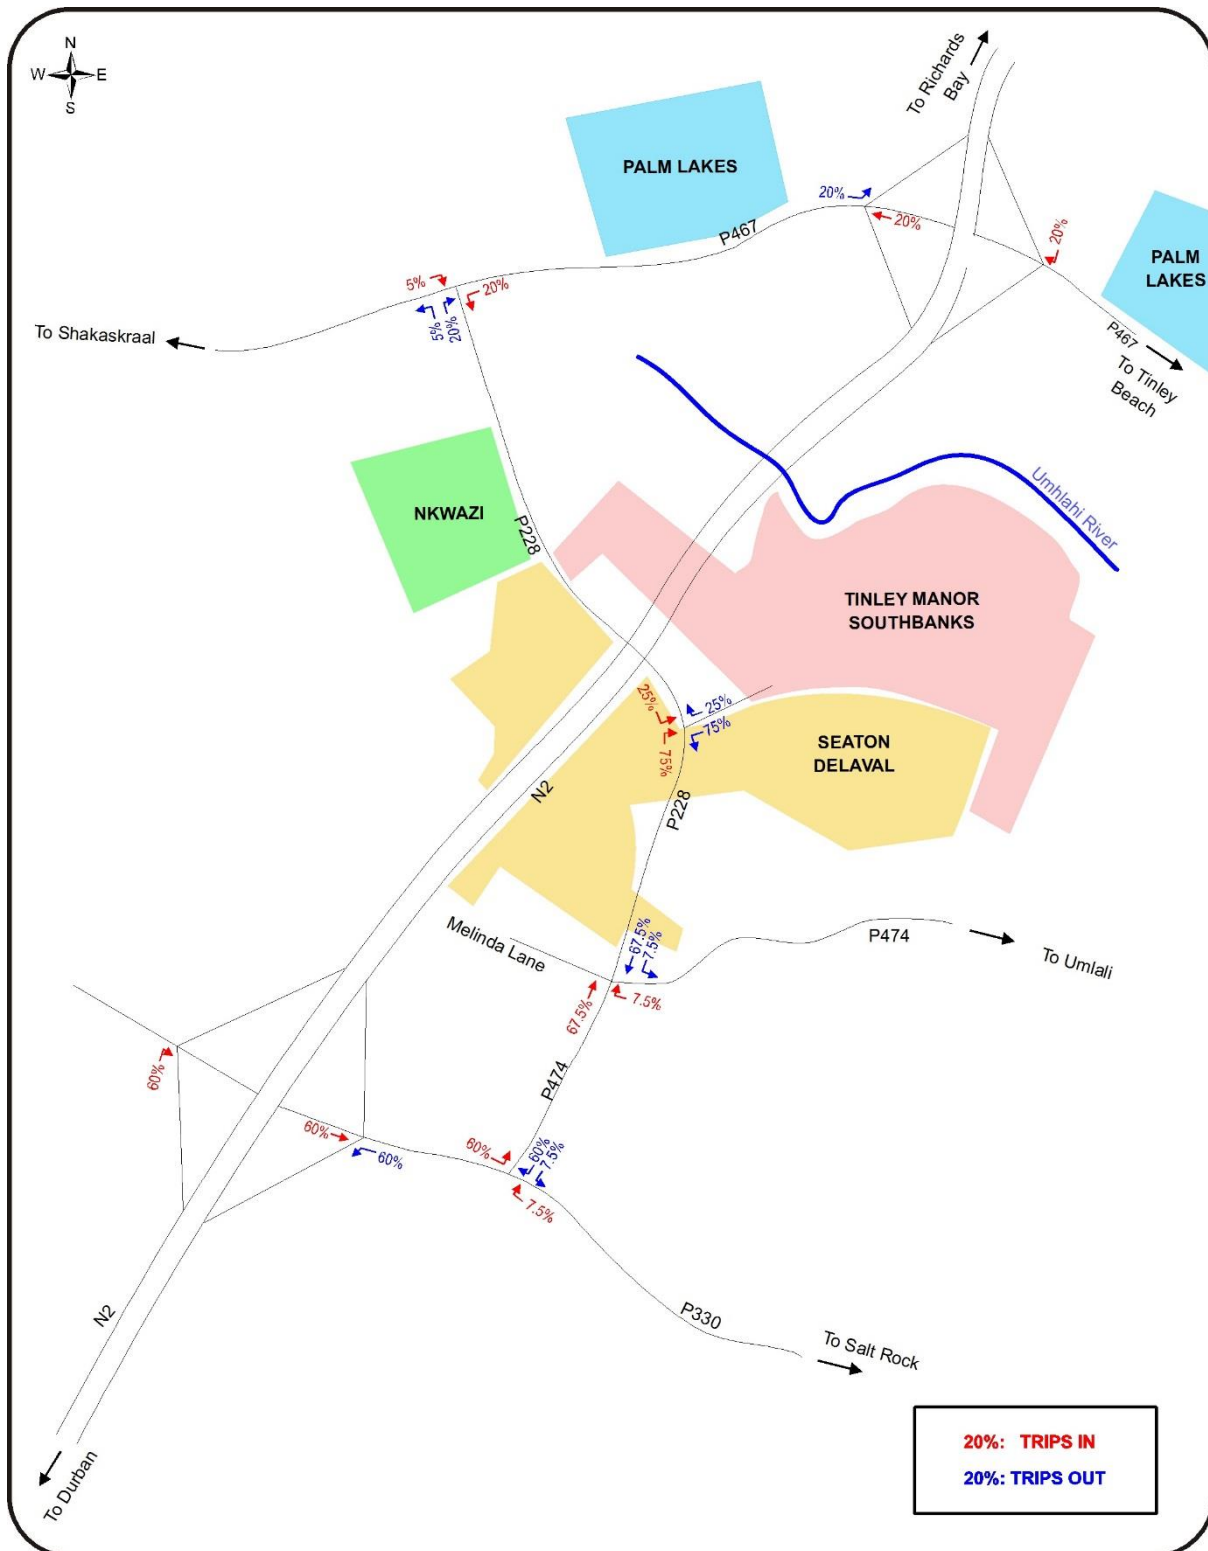 N
W
E
S
To Richards
Bay
PALM LAKES
20%
20%
20%
P467
PALM
LAKES
5%
20%
5%
20%
To Shakaskraal
P467
To Tinley
Beach
Umhlahi River
NKWAZI
P228
TINLEY MANOR
SOUTHBANKS
25%
25%
75%
75%
SEATON
DELAVAL
N2
P228
Melinda Lane
67.5%
7.5%
P474
To Umlali
67.5%
7.5%
60%
P474
60%
60%
60%
60%
7.5%
7.5%
N2
P330
To Salt Rock
To Durban
20%: TRIPS IN
20%: TRIPS OUT